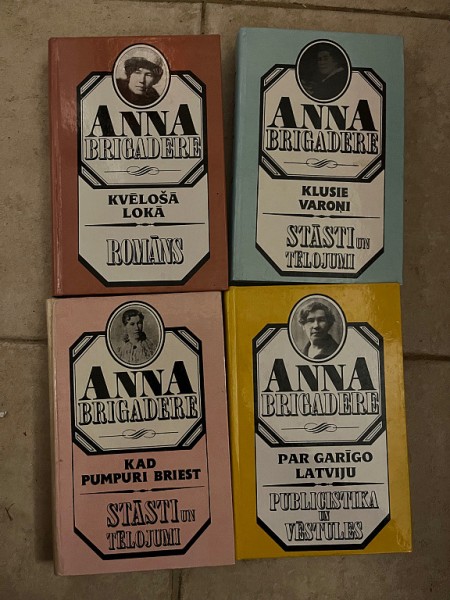 ANNA
BRIGADERE
KVĒLOŠĀ
LOKĀ
ROMĀNS
ANNA
BRIGADERE
KLUSIE
VAROŅI
STĀSTI UN
TĒLOJUMI
ANNA
BRIGADERE
KAD
PUMPURI BRIEST
STĀSTI UN
TĒLOJUMI
ANNA
BRIGADERE
PAR GARĪGO
LATVIJU
PUBLICISTIKA
UN
VĒSTULES